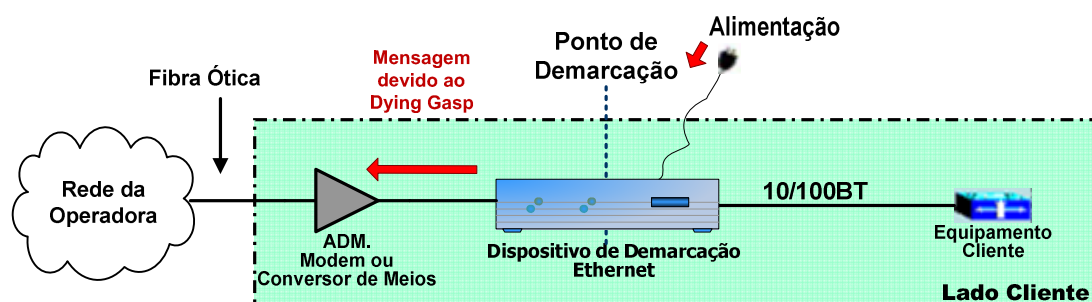 Alimentação
Ponto de
Demarcação
Mensagem
devido ao
Dying Gasp
Fibra Ótica
Rede da
Operadora
10/100BT
ADM.
Modem ou
Conversor de Meios
Dispositivo de Demarcação
Ethernet
Equipamento
Cliente
Lado Cliente